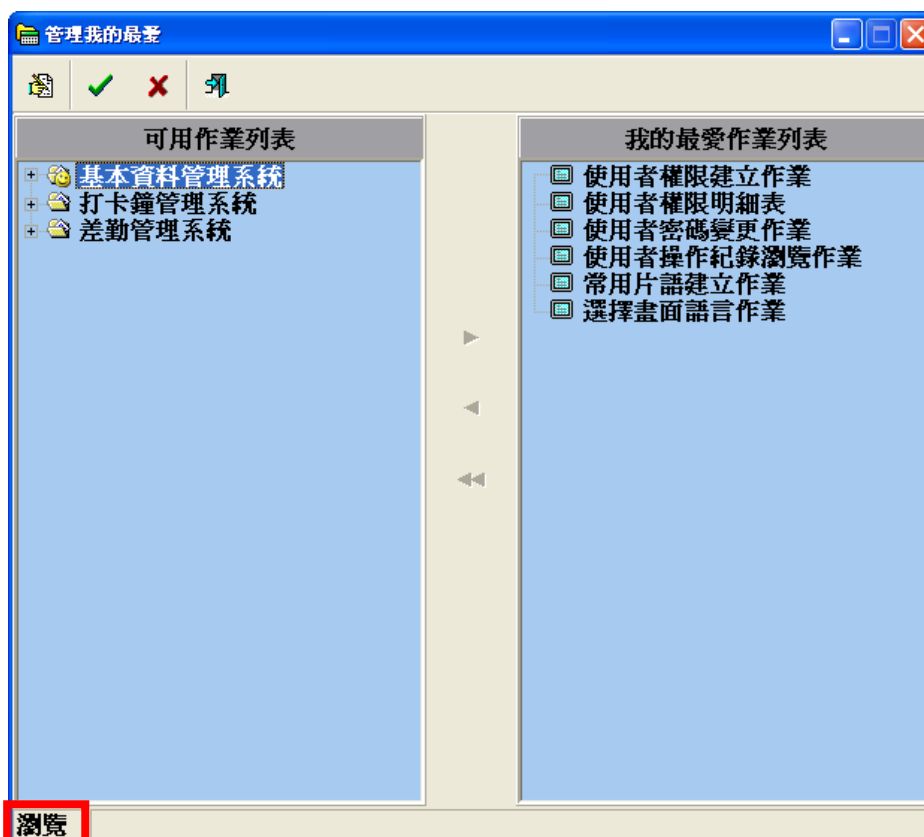 管理我的最愛
可用作業列表
基本資料管理系統
打卡鐘管理系統
差勤管理系統
我的最愛作業列表
使用者權限建立作業
使用者權限明細表
使用者密碼變更作業
使用者操作紀錄瀏覽作業
常用片語建立作業
選擇畫面語言作業
瀏覽